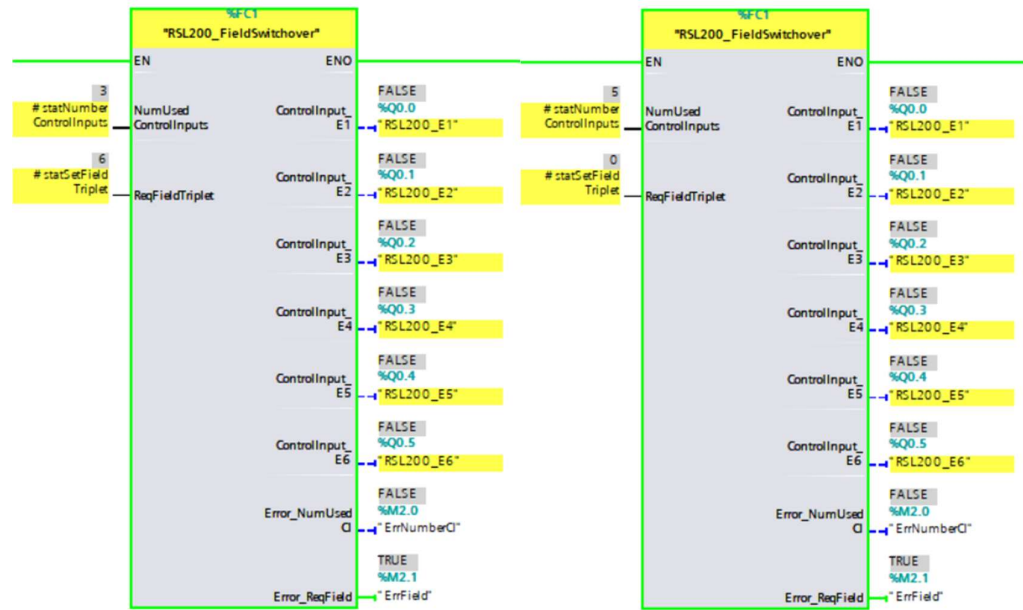 %FC1
"RSL200_FieldSwitchover"
EN ENO
3
#statNumber
ControlInputs
NumUsed
ControlInputs
6
#statSetField
Triplet
ReqFieldTriplet
ControlInput_
E1
FALSE
%Q0.0
"RSL200_E1"
ControlInput_
E2
FALSE
%Q0.1
"RSL200_E2"
ControlInput_
E3
FALSE
%Q0.2
"RSL200_E3"
ControlInput_
E4
FALSE
%Q0.3
"RSL200_E4"
ControlInput_
E5
FALSE
%Q0.4
"RSL200_E5"
ControlInput_
E6
FALSE
%Q0.5
"RSL200_E6"
Error_NumUsed
CI
FALSE
%M2.0
"ErrNumberCI"
Error_ReqField
TRUE
%M2.1
"ErrField"
%FC1
"RSL200_FieldSwitchover"
EN ENO
5
#statNumber
ControlInputs
NumUsed
ControlInputs
0
#statSetField
Triplet
ReqFieldTriplet
ControlInput_
E1
FALSE
%Q0.0
"RSL200_E1"
ControlInput_
E2
FALSE
%Q0.1
"RSL200_E2"
ControlInput_
E3
FALSE
%Q0.2
"RSL200_E3"
ControlInput_
E4
FALSE
%Q0.3
"RSL200_E4"
ControlInput_
E5
FALSE
%Q0.4
"RSL200_E5"
ControlInput_
E6
FALSE
%Q0.5
"RSL200_E6"
Error_NumUsed
CI
FALSE
%M2.0
"ErrNumberCI"
Error_ReqField
TRUE
%M2.1
"ErrField"